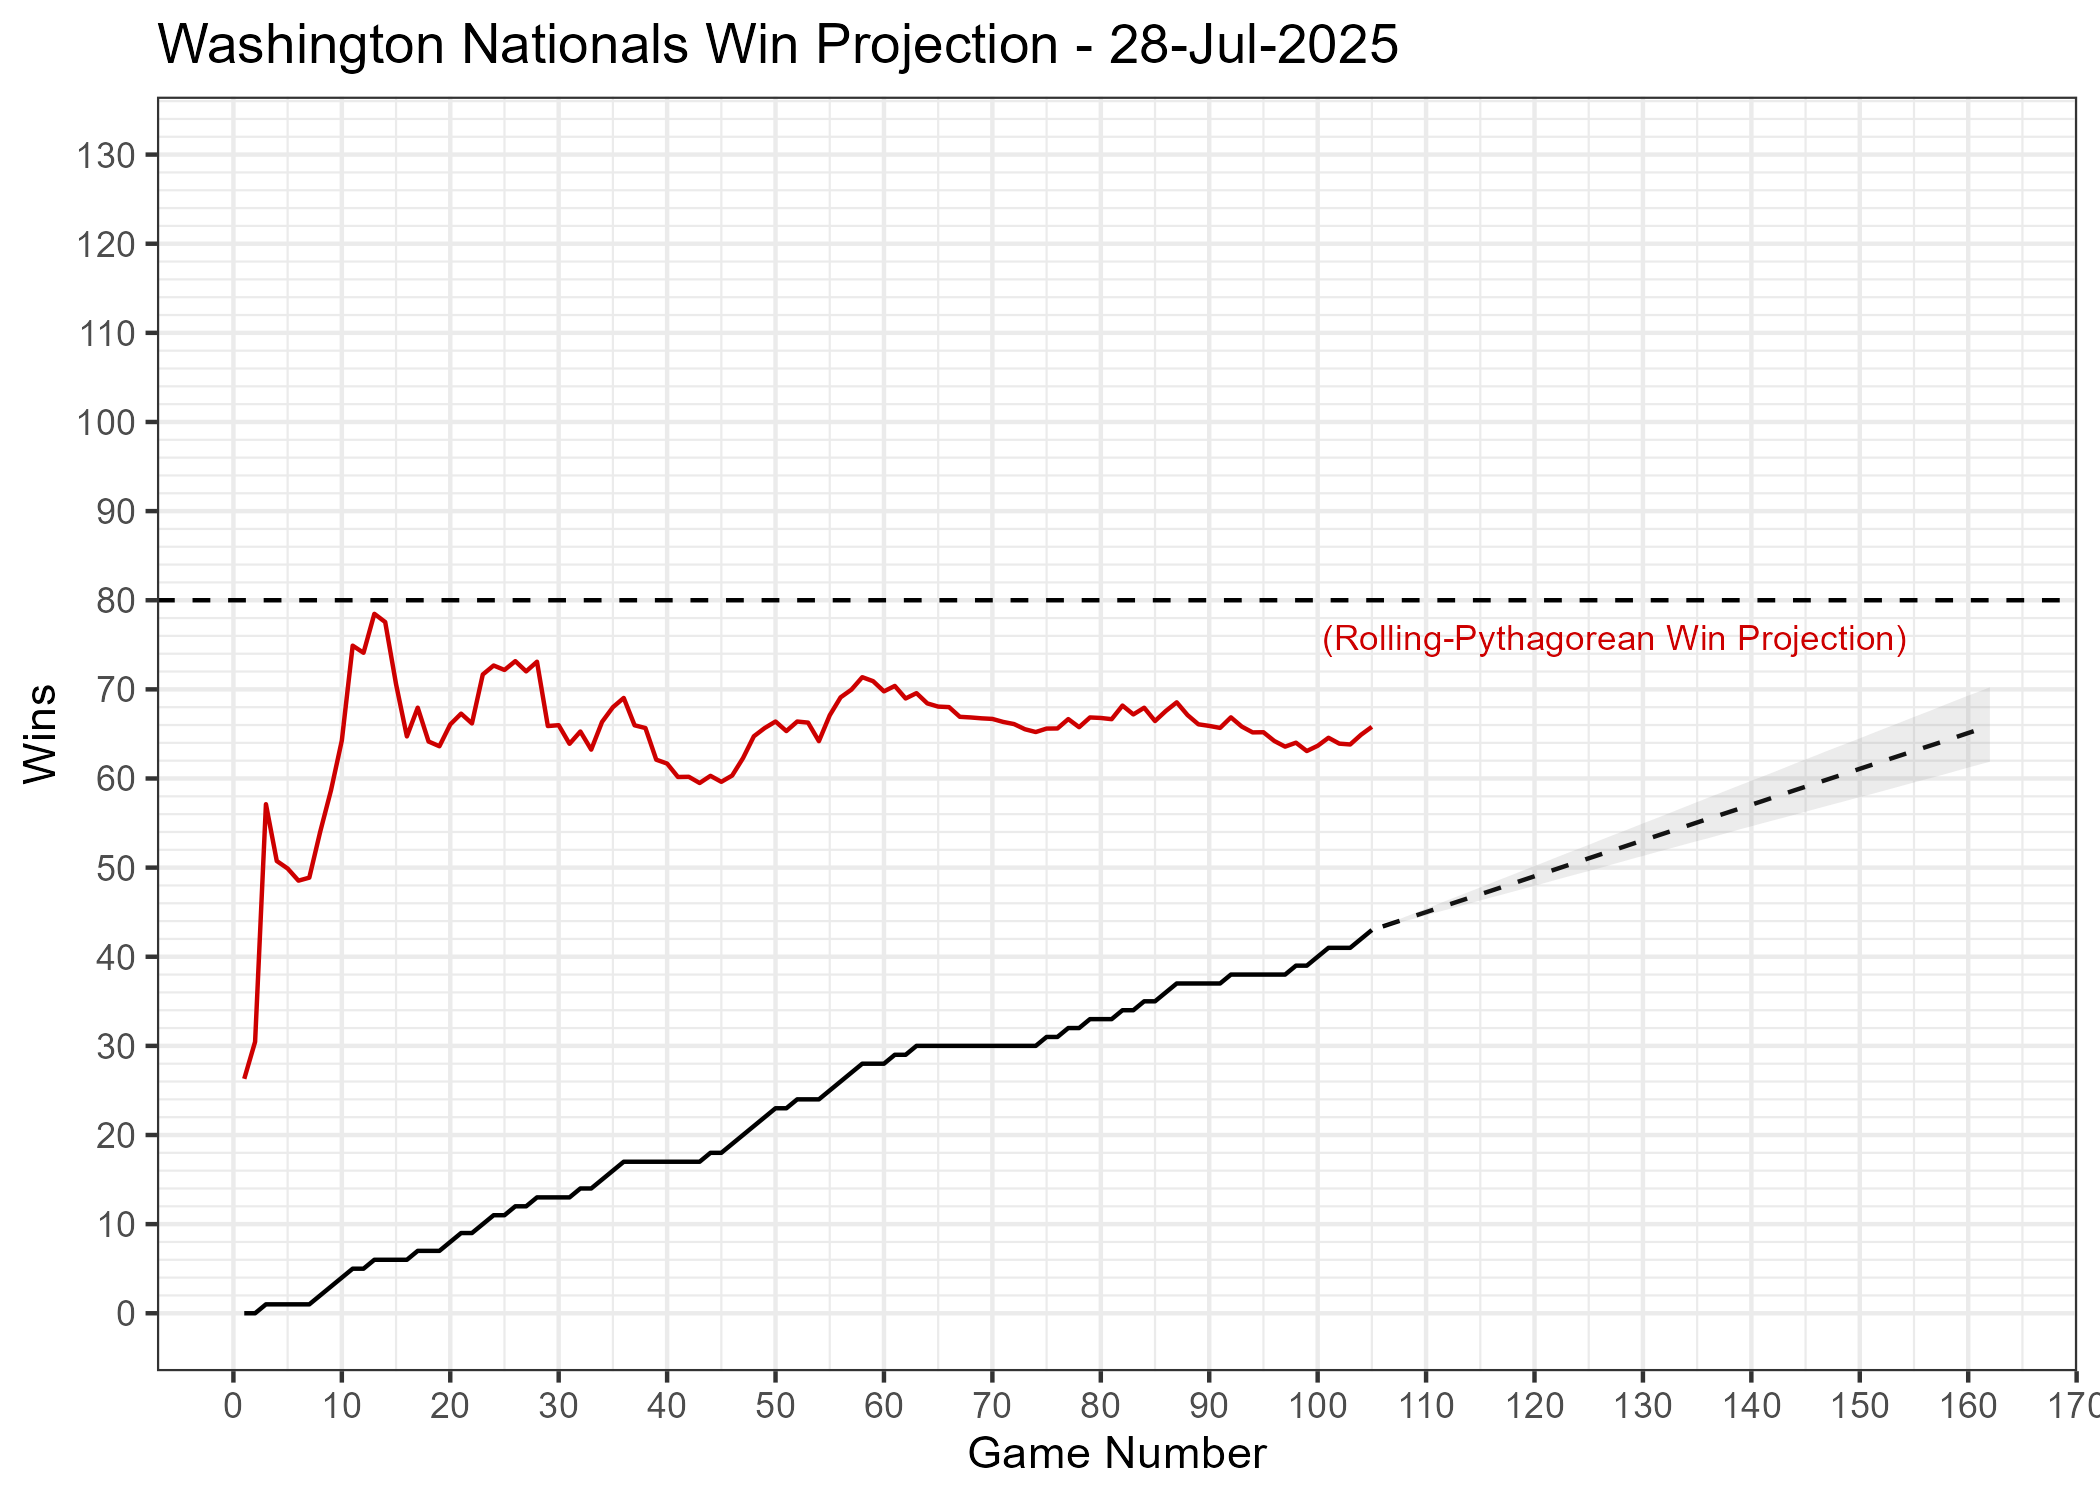 Washington Nationals Win Projection - 28-Jul-2025
130
120
110
100
90
80
(Rolling-Pythagorean Win Projection)
70
60
50
40
30
20
10
0
Wins
0 10 20 30 40 50 60 70 80 90 100 110 120 130 140 150 160 170
Game Number